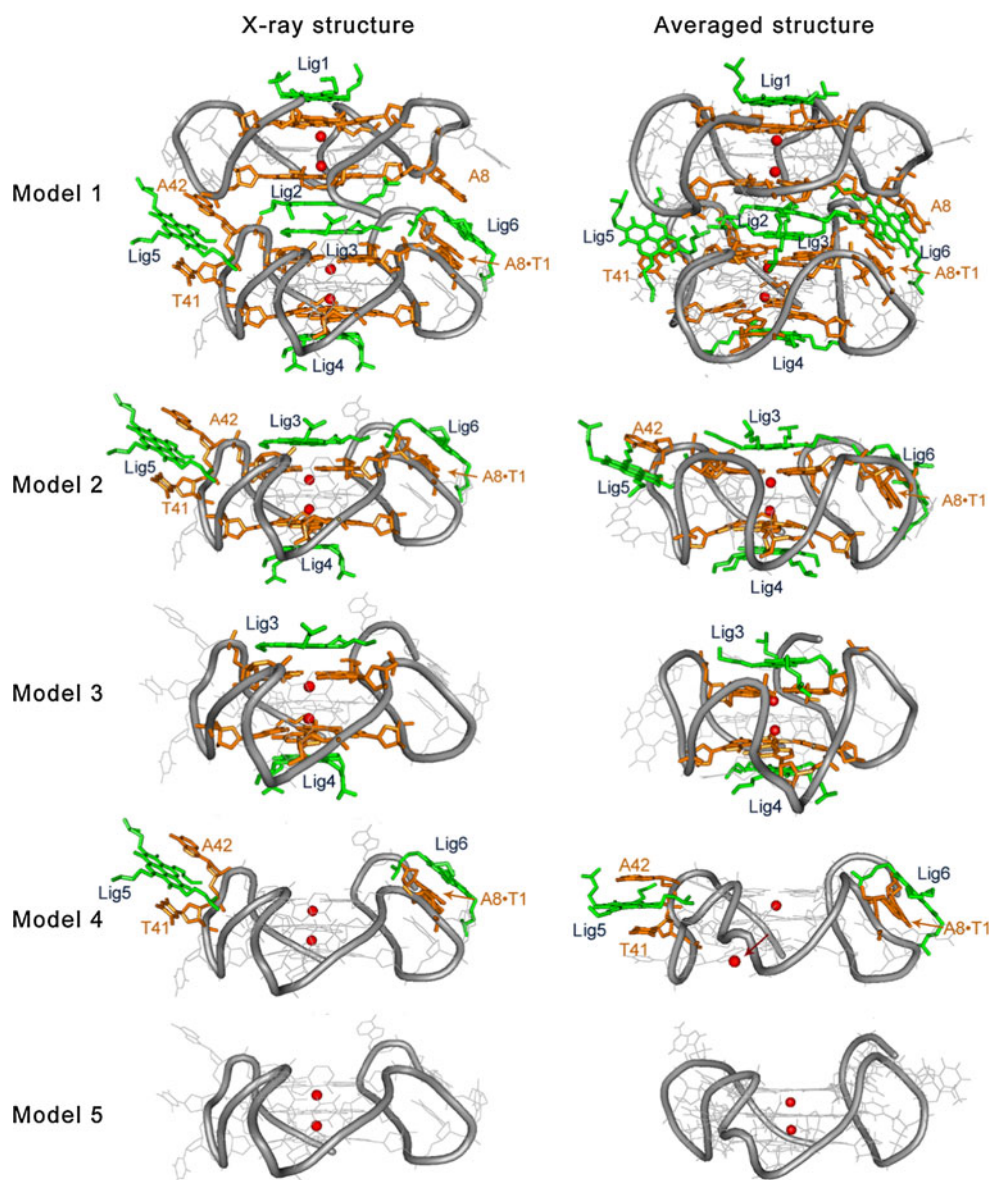 X-ray structure
Averaged structure
Model 1
Lig1
A42
A8
Lig2
Lig6
Lig5
Lig3
A8•T1
T41
Lig4
Lig1
A8
Lig2
Lig5
Lig3
Lig6
T41
A8•T1
Lig4
Model 2
A42
Lig3
Lig6
Lig5
A8•T1
T41
Lig4
Lig3
A42
Lig6
Lig5
A8•T1
Lig4
Model 3
Lig3
Lig4
Lig3
Lig4
Model 4
A42
Lig6
Lig5
A8•T1
T41
A42
Lig6
Lig5
A8•T1
T41
Model 5